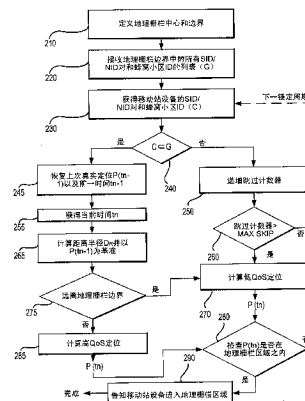 定义地理栅栏中心和边界
210
接收地理栅栏边界中的所有SID/
NID对和蜂窝小区ID的列表（G）
220
获得移动站设备的SID/
NID对和蜂窝小区ID（C）
230
下一锁定周期
是
C⊂G
否
240
恢复上次真实定位P(tn-
1)以及前一时间tn-1
245
递增跳过计数器
250
获得当前时间tn
255
跳过计数器>
MAX SKIP
否
260
是
计算距离半径Dn并以
P(tn-1)为基准
265
远离地理栅栏边界
是
275
计算低QoS定位
270
P(tn)
否
280
否
计算高QoS定位
285
检查P(tn)是否在
地理栅栏区域之内
P(tn)
290
是
完成
告知移动站设备进入地理栅栏区域